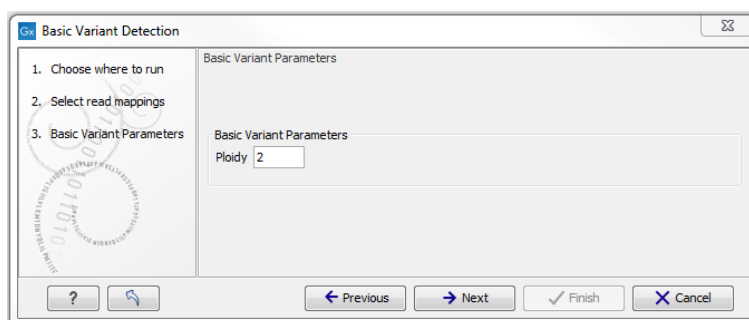 Gx Basic Variant Detection
1. Choose where to run
2. Select read mappings
3. Basic Variant Parameters
Basic Variant Parameters
Basic Variant Parameters
Ploidy 2
? Previous Next Finish Cancel